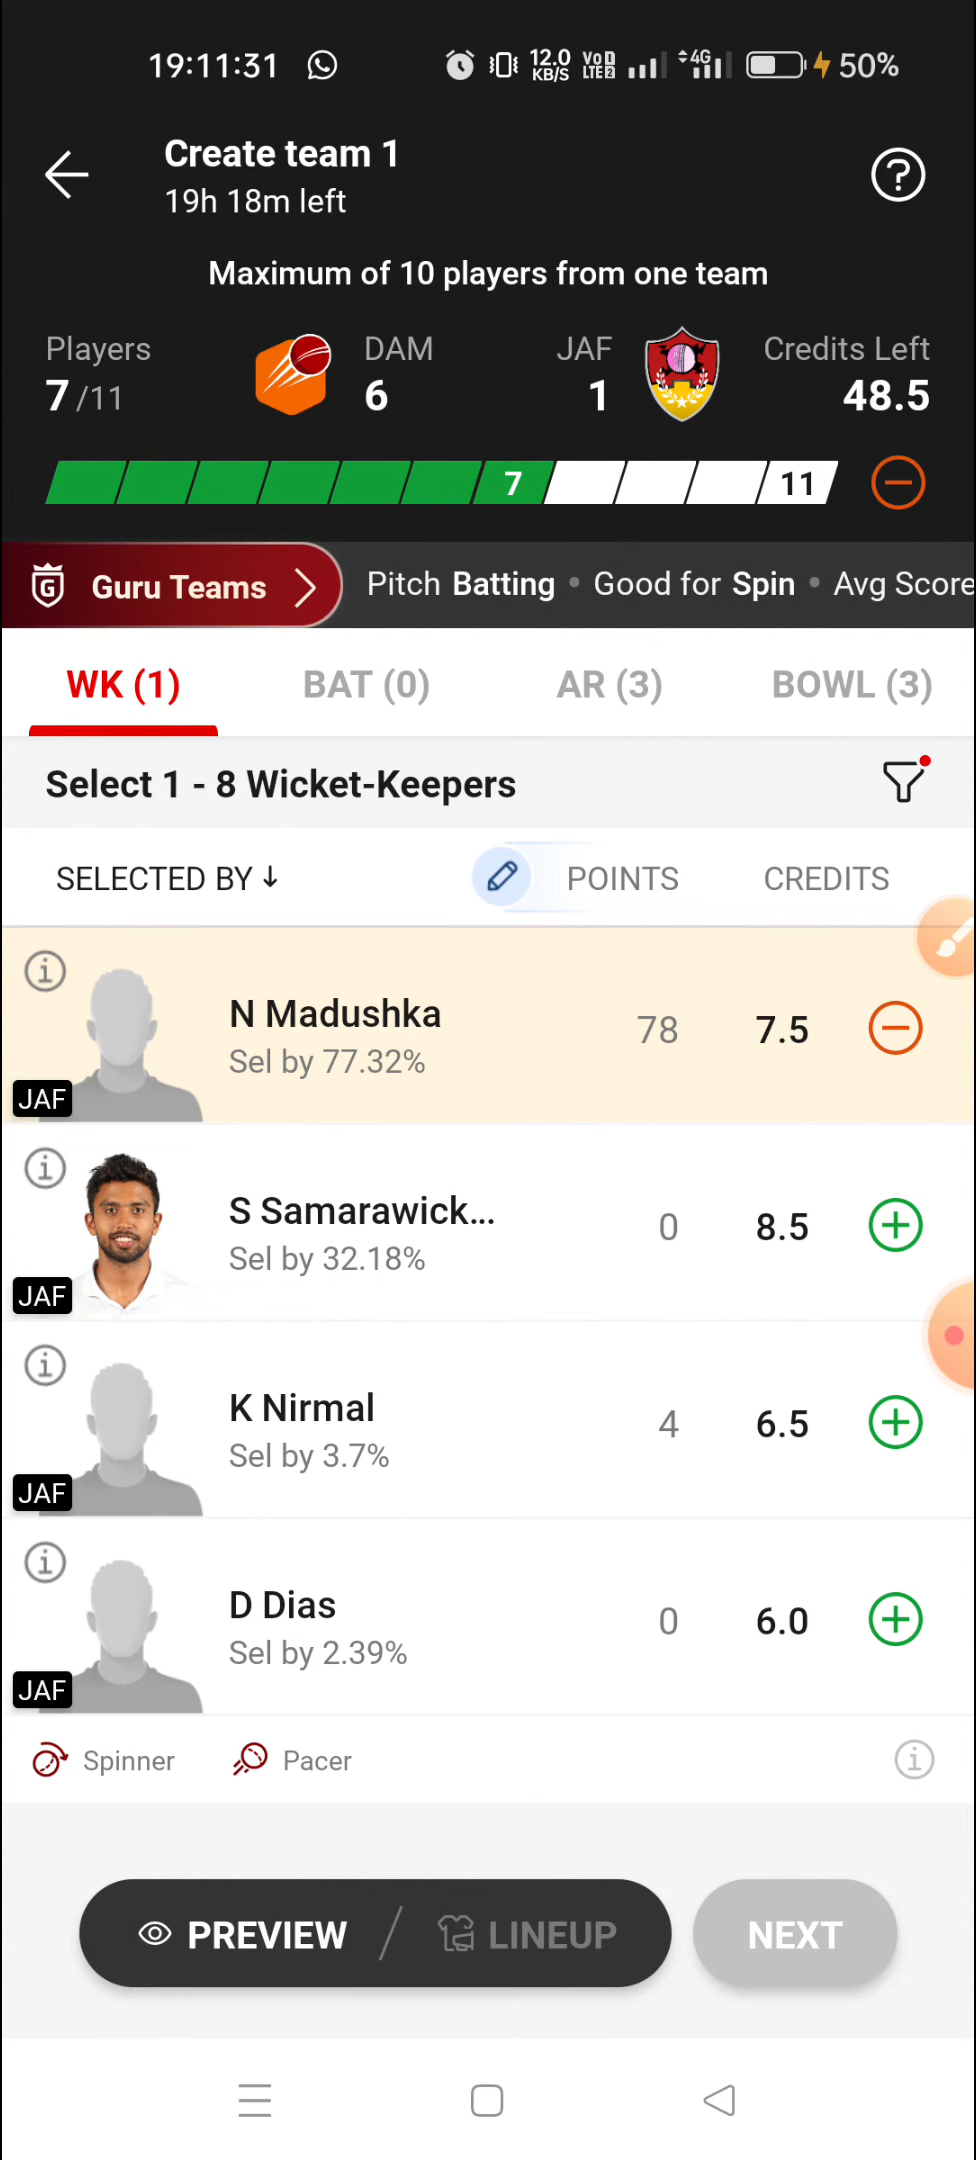 19:11:31 12.0 KB/S VoD LTE2 4G 50%
Create team 1
19h 18m left
Maximum of 10 players from one team
Players DAM JAF Credits Left
7/11 6 1 48.5
7 11
G Guru Teams Pitch Batting • Good for Spin • Avg Score
WK (1) BAT (0) AR (3) BOWL (3)
Select 1 - 8 Wicket-Keepers
SELECTED BY ↓ POINTS CREDITS
N Madushka 78 7.5
Sel by 77.32%
JAF
S Samarawick... 0 8.5
Sel by 32.18%
JAF
K Nirmal 4 6.5
Sel by 3.7%
JAF
D Dias 0 6.0
Sel by 2.39%
JAF
Spinner Pacer
PREVIEW / LINEUP NEXT